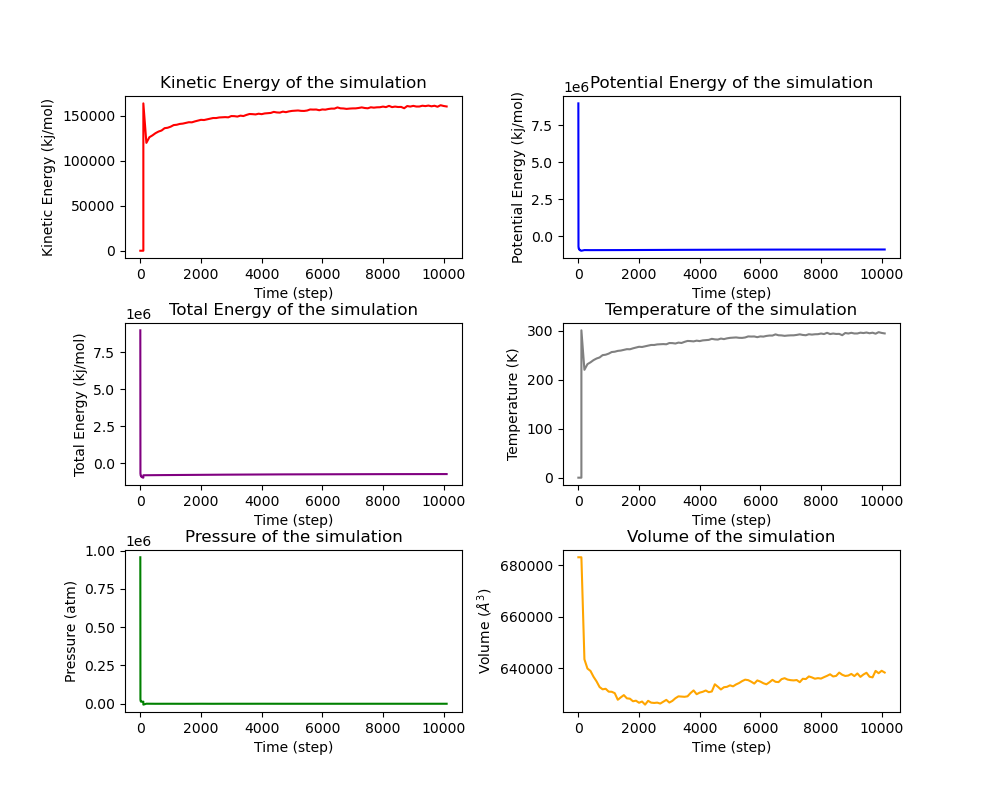 Kinetic Energy of the simulation
Kinetic Energy (kj/mol)
150000
100000
50000
0
0 2000 4000 6000 8000 10000
Time (step)
Potential Energy of the simulation
1e6
Potential Energy (kj/mol)
7.5
5.0
2.5
0.0
0 2000 4000 6000 8000 10000
Time (step)
Total Energy of the simulation
1e6
Total Energy (kj/mol)
7.5
5.0
2.5
0.0
0 2000 4000 6000 8000 10000
Time (step)
Temperature of the simulation
Temperature (K)
300
200
100
0
0 2000 4000 6000 8000 10000
Time (step)
Pressure of the simulation
1e6
Pressure (atm)
1.00
0.75
0.50
0.25
0.00
0 2000 4000 6000 8000 10000
Time (step)
Volume of the simulation
Volume (Å³)
680000
660000
640000
0 2000 4000 6000 8000 10000
Time (step)